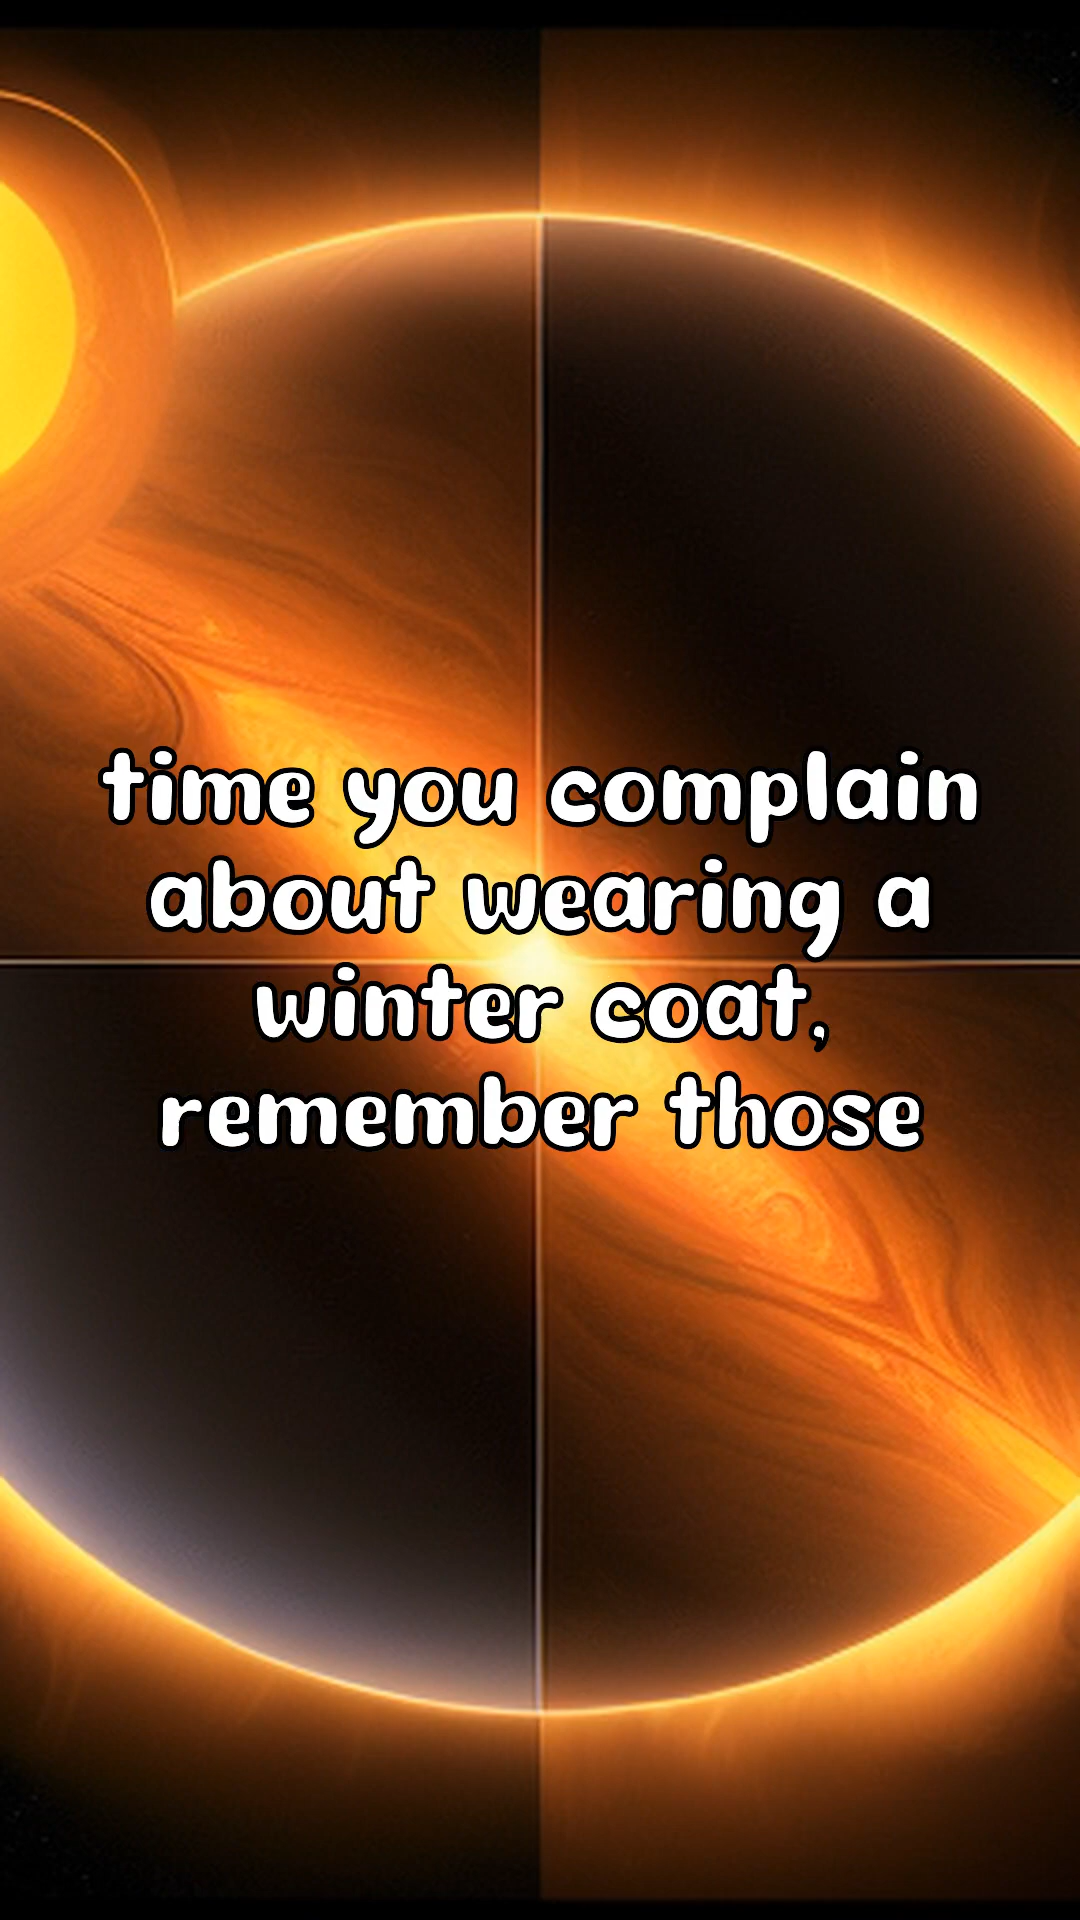 time you complain
about wearing a
winter coat,
remember those